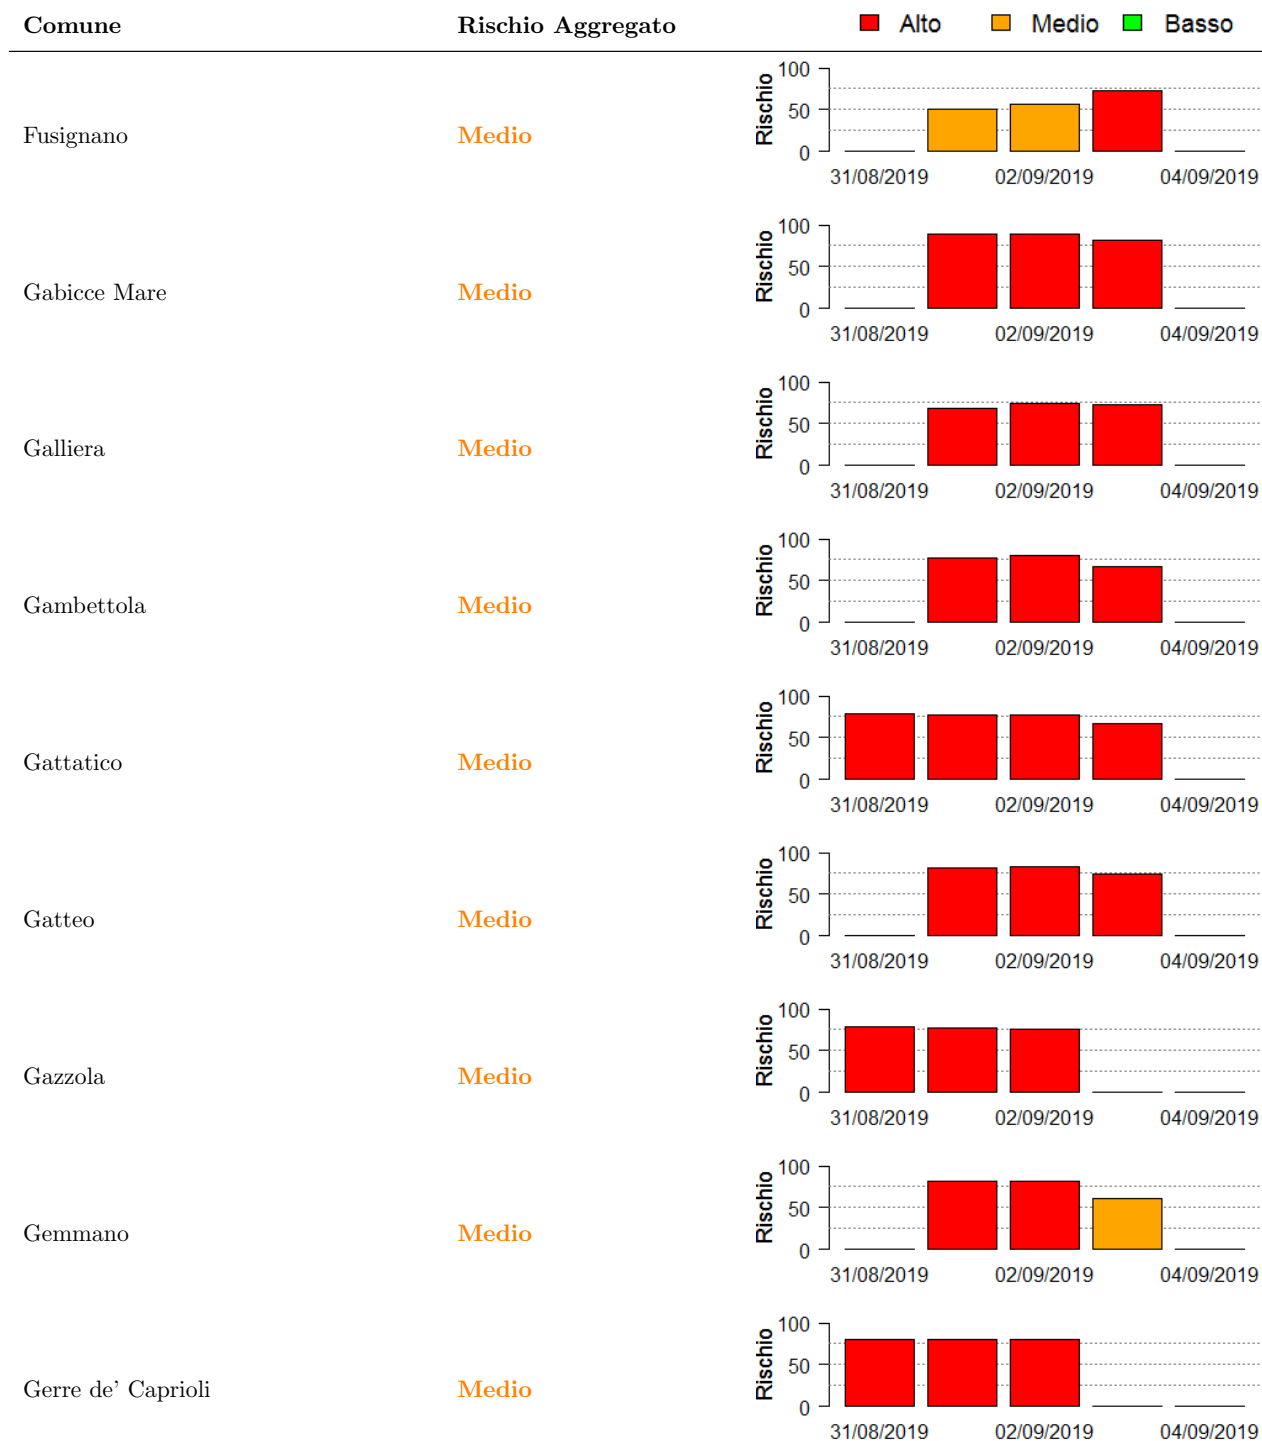 Comune Rischio Aggregato Alto Medio Basso
Fusignano Medio
Rischio
100
50
0
31/08/2019 02/09/2019 04/09/2019
Gabicce Mare Medio
Rischio
100
50
0
31/08/2019 02/09/2019 04/09/2019
Galliera Medio
Rischio
100
50
0
31/08/2019 02/09/2019 04/09/2019
Gambettola Medio
Rischio
100
50
0
31/08/2019 02/09/2019 04/09/2019
Gattatico Medio
Rischio
100
50
0
31/08/2019 02/09/2019 04/09/2019
Gatteo Medio
Rischio
100
50
0
31/08/2019 02/09/2019 04/09/2019
Gazzola Medio
Rischio
100
50
0
31/08/2019 02/09/2019 04/09/2019
Gemmano Medio
Rischio
100
50
0
31/08/2019 02/09/2019 04/09/2019
Gerre de’ Caprioli Medio
Rischio
100
50
0
31/08/2019 02/09/2019 04/09/2019